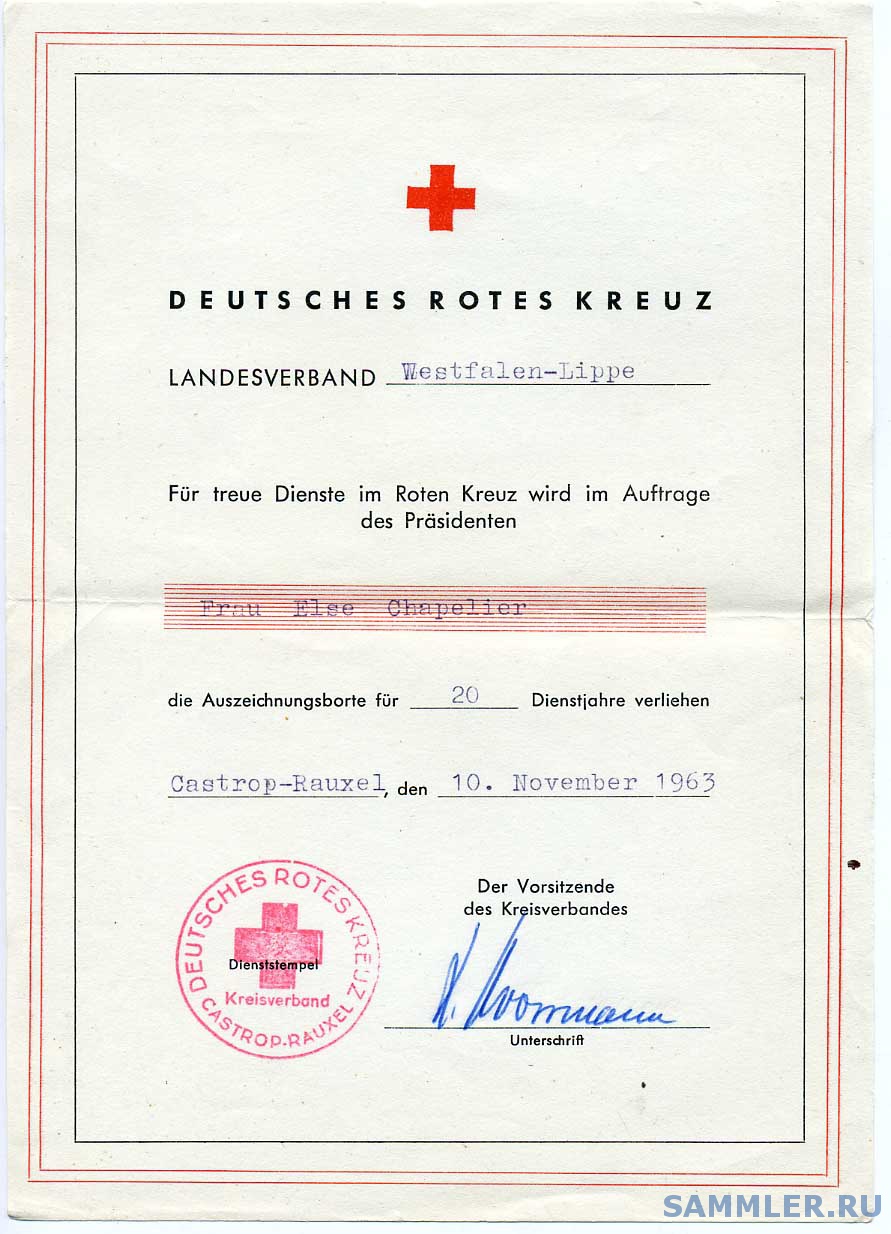 DEUTSCHES ROTES KREUZ
LANDESVERBAND Westfalen-Lippe
Für treue Dienste im Roten Kreuz wird im Auftrage
des Präsidenten
Frau Else Chapelier
die Auszeichnungsborte für 20 Dienstjahre verliehen
Castrop-Rauxel, den 10. November 1963
Der Vorsitzende
des Kreisverbandes
DEUTSCHES ROTES KREUZ
Dienststempel
Kreisverband
CASTROP-RAUXEL
Unterschrift
SAMMLER.RU